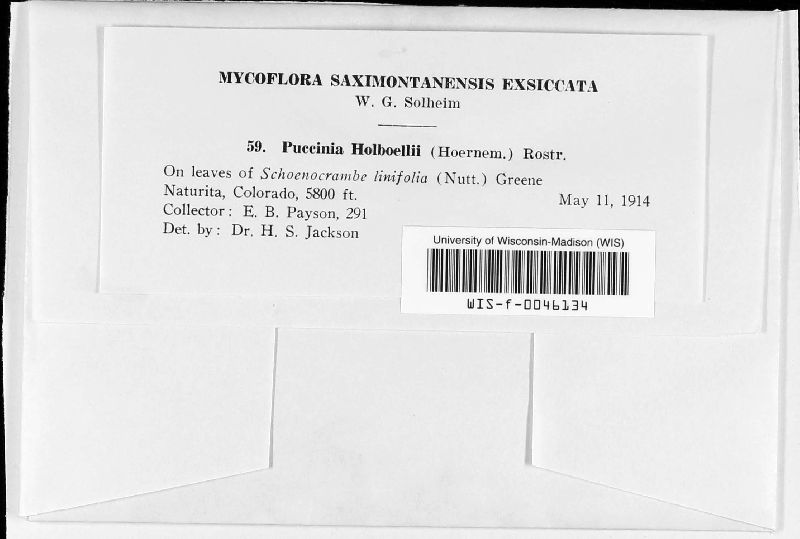 MYCOFLORA SAXIMONTANENSIS EXSICCATA
W. G. Solheim
59. Puccinia Holboellii (Hoernem.) Rostr.
On leaves of Schoenocrambe linifolia (Nutt.) Greene
Naturita, Colorado, 5800 ft. May 11, 1914
Collector: E. B. Payson, 291
Det. by: Dr. H. S. Jackson
University of Wisconsin-Madison (WIS)
WIS-f-0046134